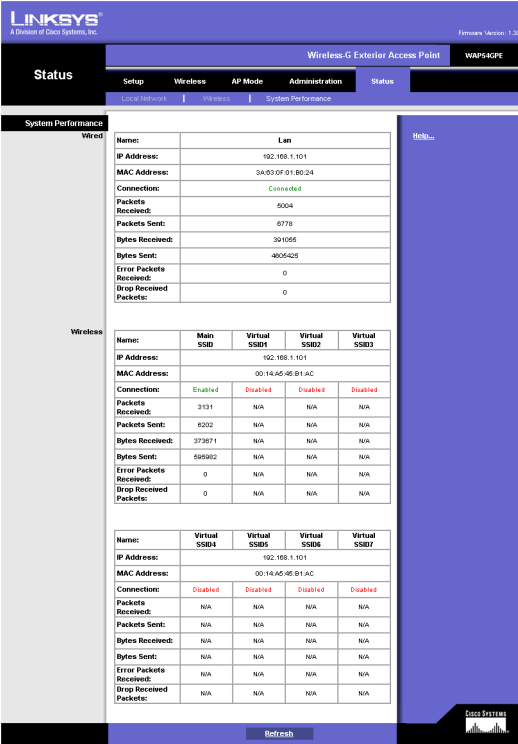 LINKSYS®
A Division of Cisco Systems, Inc.
Firmware Version: 1.30
Wireless-G Exterior Access Point WAP54GPE
Status
Setup Wireless AP Mode Administration Status
Local Network | Wireless | System Performance
System Performance
Wired
Help...
Name: Lan
IP Address: 192.168.1.101
MAC Address: 3A:63:0F:01:B0:24
Connection: Connected
Packets Received: 5004
Packets Sent: 6778
Bytes Received: 391055
Bytes Sent: 4605425
Error Packets Received: 0
Drop Received Packets: 0
Wireless
Name: Main SSID Virtual SSID1 Virtual SSID2 Virtual SSID3
IP Address: 192.168.1.101
MAC Address: 00:14:A5:45:B1:AC
Connection: Enabled Disabled Disabled Disabled
Packets Received: 3131 N/A N/A N/A
Packets Sent: 6202 N/A N/A N/A
Bytes Received: 373671 N/A N/A N/A
Bytes Sent: 595982 N/A N/A N/A
Error Packets Received: 0 N/A N/A N/A
Drop Received Packets: 0 N/A N/A N/A
Name: Virtual SSID4 Virtual SSID5 Virtual SSID6 Virtual SSID7
IP Address: 192.168.1.101
MAC Address: 00:14:A5:45:B1:AC
Connection: Disabled Disabled Disabled Disabled
Packets Received: N/A N/A N/A N/A
Packets Sent: N/A N/A N/A N/A
Bytes Received: N/A N/A N/A N/A
Bytes Sent: N/A N/A N/A N/A
Error Packets Received: N/A N/A N/A N/A
Drop Received Packets: N/A N/A N/A N/A
Refresh
CISCO SYSTEMS